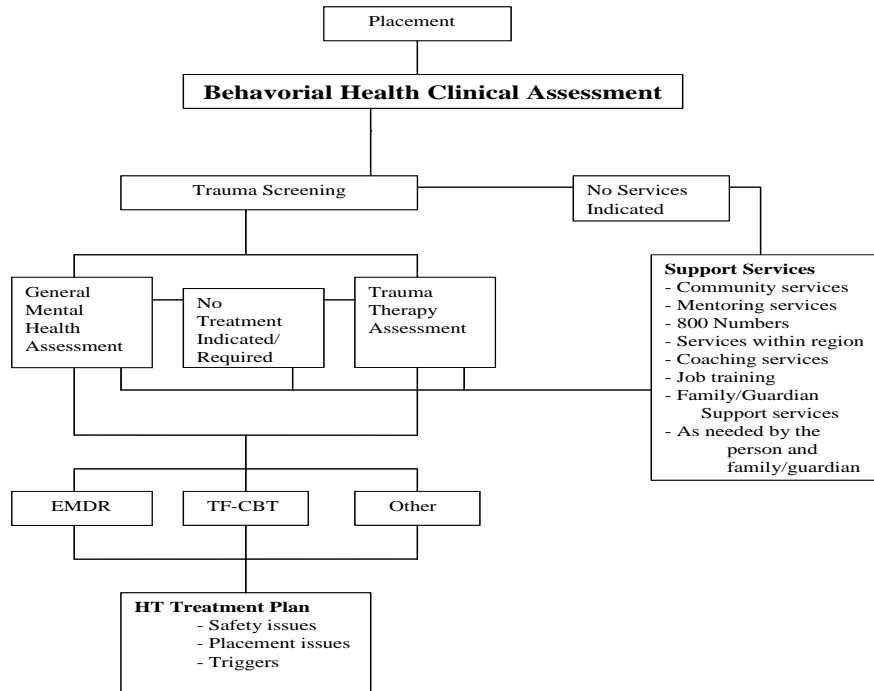 Placement
Behavorial Health Clinical Assessment
Trauma Screening
No Services
Indicated
General
Mental
Health
Assessment
No
Treatment
Indicated/
Required
Trauma
Therapy
Assessment
Support Services
- Community services
- Mentoring services
- 800 Numbers
- Services within region
- Coaching services
- Job training
- Family/Guardian
Support services
- As needed by the
person and
family/guardian
EMDR
TF-CBT
Other
HT Treatment Plan
- Safety issues
- Placement issues
- Triggers